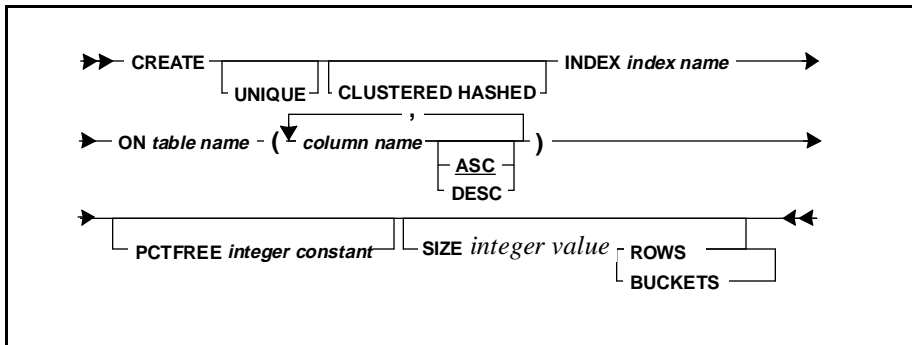 CREATE INDEX index name
UNIQUE CLUSTERED HASHED
,
ON table name ( column name )
ASC
DESC
PCTFREE integer constant SIZE integer value ROWS
BUCKETS